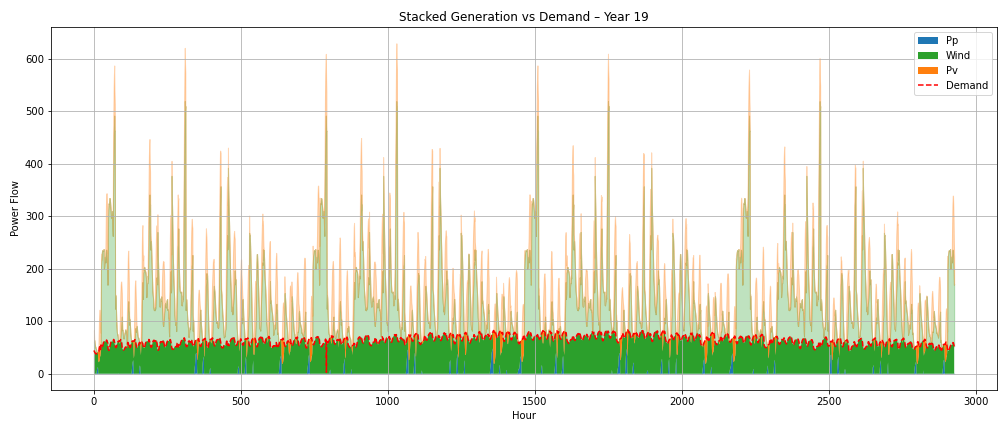 Stacked Generation vs Demand – Year 19
Power Flow
600
500
400
300
200
100
0
0
500
1000
1500
2000
2500
3000
Hour
Pp
Wind
Pv
Demand